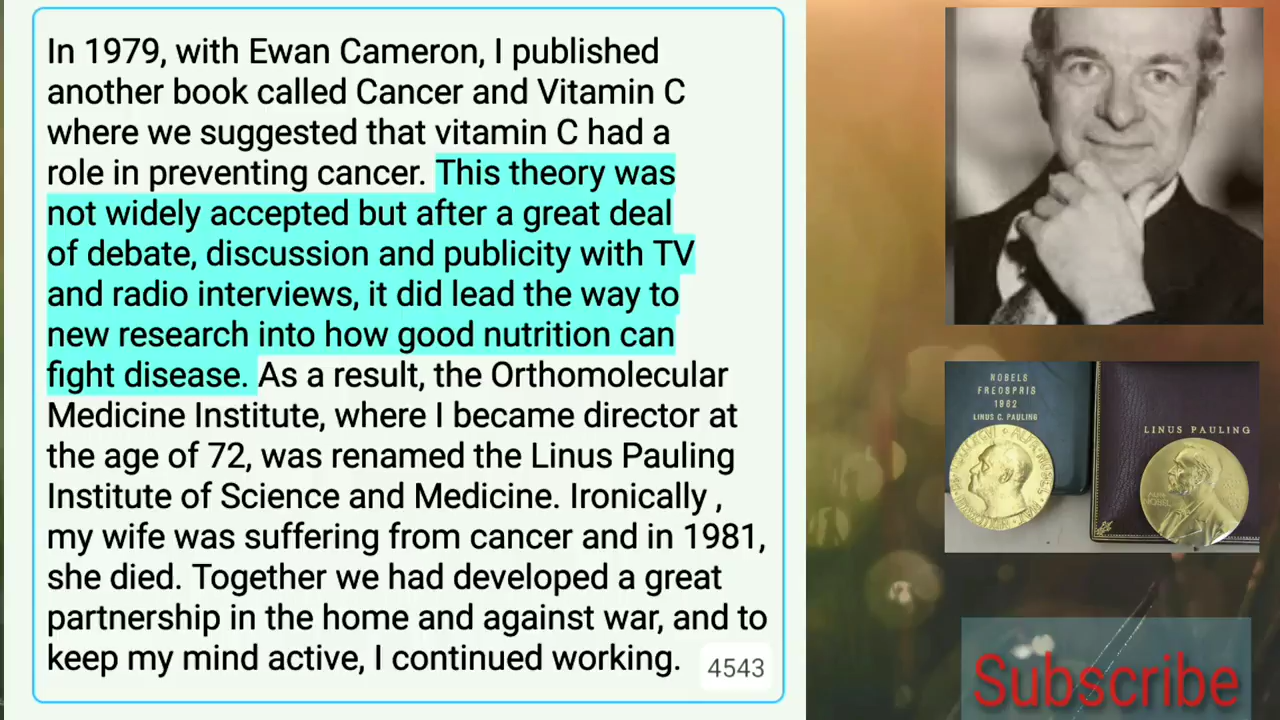 In 1979, with Ewan Cameron, I published
another book called Cancer and Vitamin C
where we suggested that vitamin C had a
role in preventing cancer. This theory was
not widely accepted but after a great deal
of debate, discussion and publicity with TV
and radio interviews, it did lead the way to
new research into how good nutrition can
fight disease. As a result, the Orthomolecular
Medicine Institute, where I became director at
the age of 72, was renamed the Linus Pauling
Institute of Science and Medicine. Ironically ,
my wife was suffering from cancer and in 1981,
she died. Together we had developed a great
partnership in the home and against war, and to
keep my mind active, I continued working.
4543
NOBELS
FREDSPRIS
1962
LINUS C. PAULING
LINUS PAULING
Subscribe